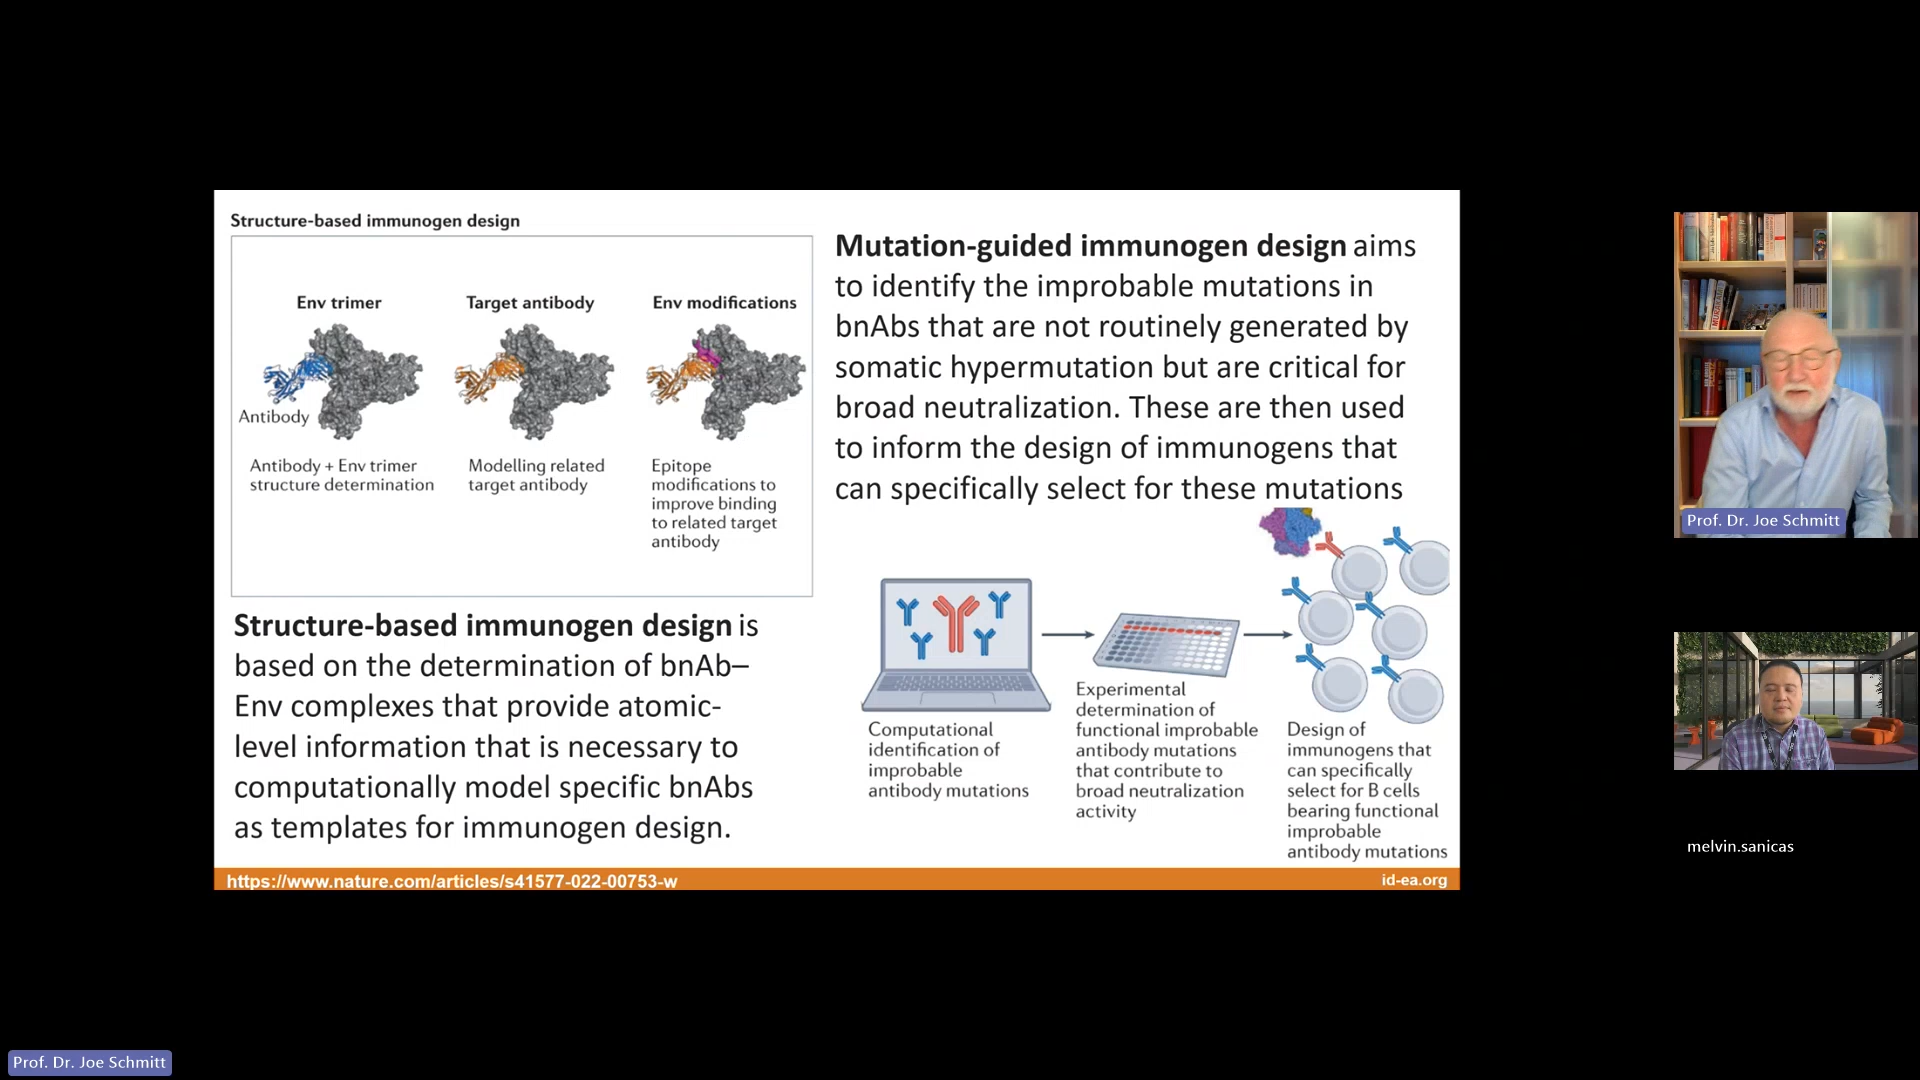 Structure-based immunogen design
Env trimer
Target antibody
Env modifications
Antibody
Antibody + Env trimer
structure determination
Modelling related
target antibody
Epitope
modifications to
improve binding
to related target
antibody
Structure-based immunogen design is
based on the determination of bnAb–
Env complexes that provide atomic-
level information that is necessary to
computationally model specific bnAbs
as templates for immunogen design.
Mutation-guided immunogen design aims
to identify the improbable mutations in
bnAbs that are not routinely generated by
somatic hypermutation but are critical for
broad neutralization. These are then used
to inform the design of immunogens that
can specifically select for these mutations
Computational
identification of
improbable
antibody mutations
Experimental
determination of
functional improbable
antibody mutations
that contribute to
broad neutralization
activity
Design of
immunogens that
can specifically
select for B cells
bearing functional
improbable
antibody mutations
https://www.nature.com/articles/s41577-022-00753-w
id-ea.org
Prof. Dr. Joe Schmitt
melvin.sanicas
Prof. Dr. Joe Schmitt